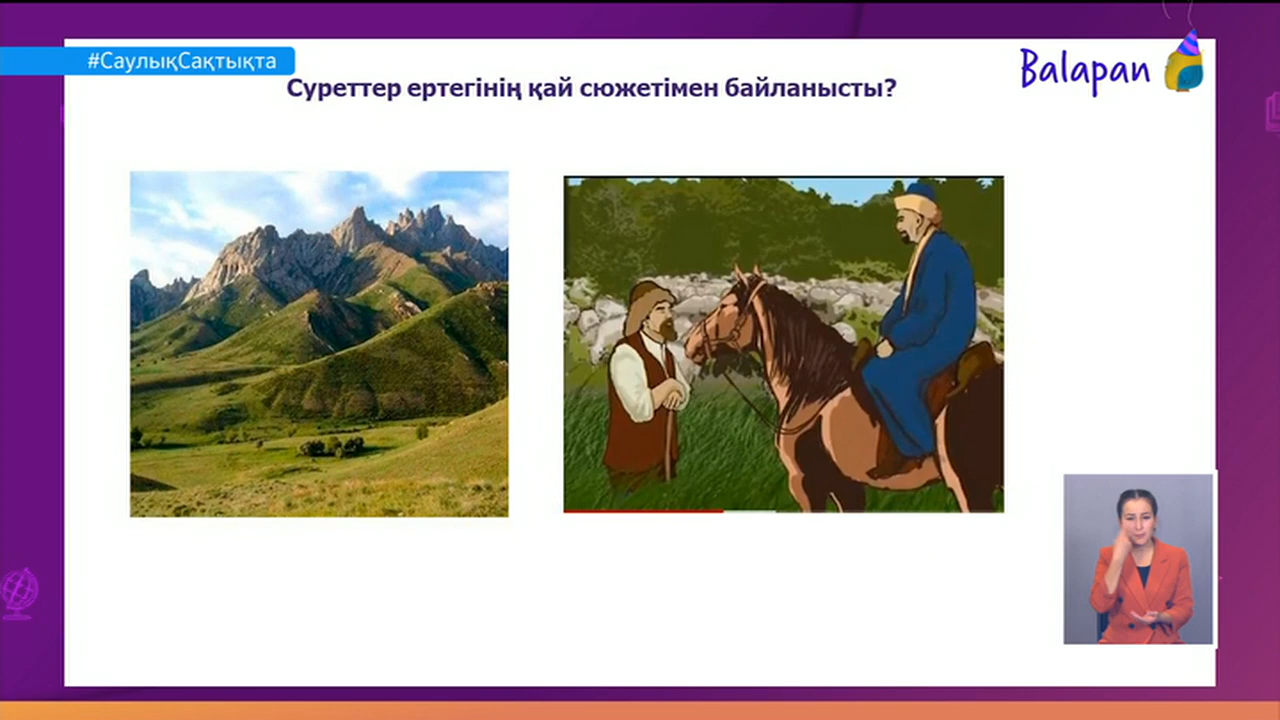 #СаулықСақтықта
Balapan
Суреттер ертегінің қай сюжетімен байланысты?